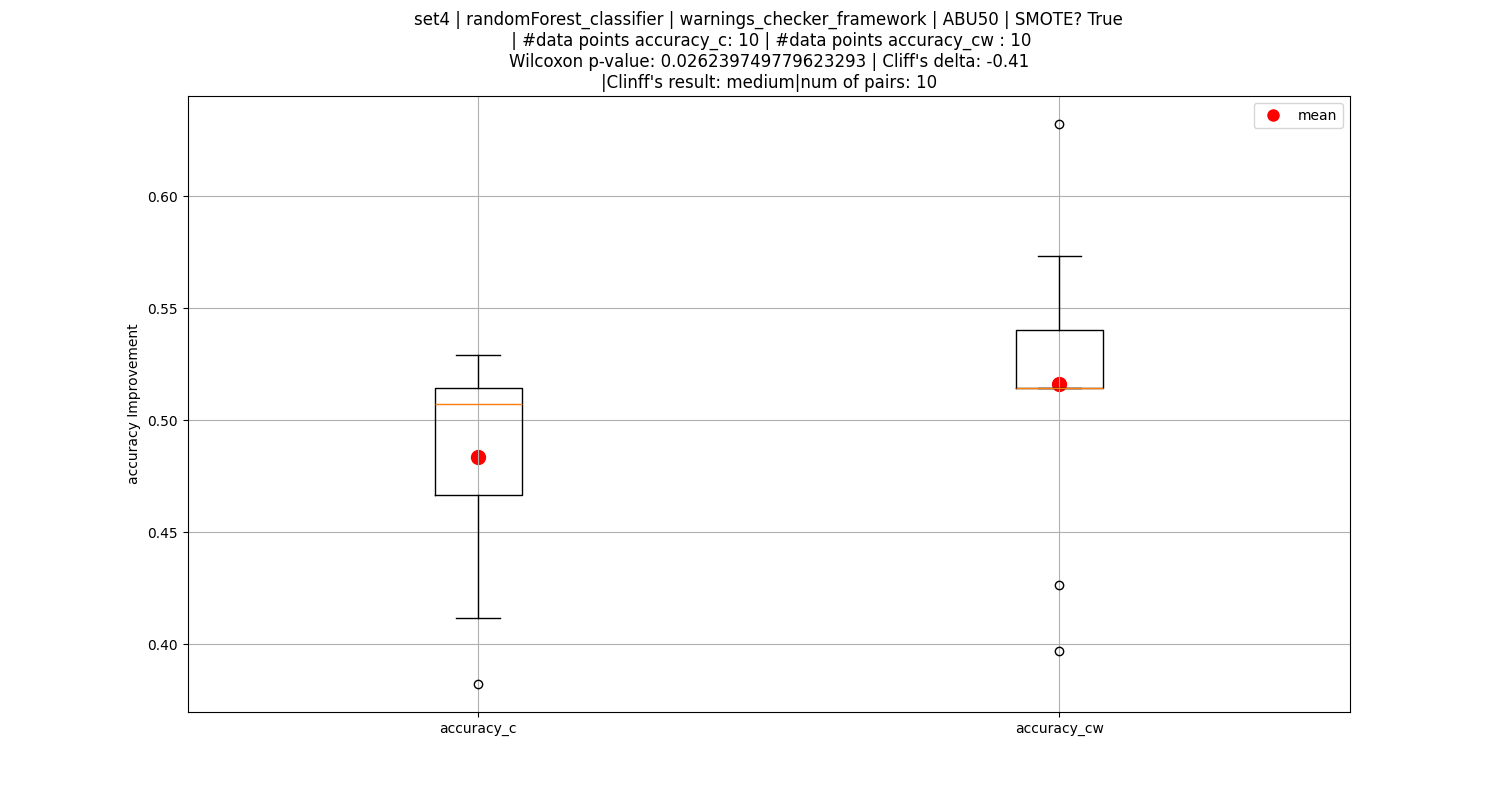 set4 | randomForest_classifier | warnings_checker_framework | ABU50 | SMOTE? True
| #data points accuracy_c: 10 | #data points accuracy_cw : 10
Wilcoxon p-value: 0.026239749779623293 | Cliff's delta: -0.41
|Clinff's result: medium|num of pairs: 10
mean
0.60
0.55
0.50
0.45
0.40
accuracy Improvement
accuracy_c
accuracy_cw